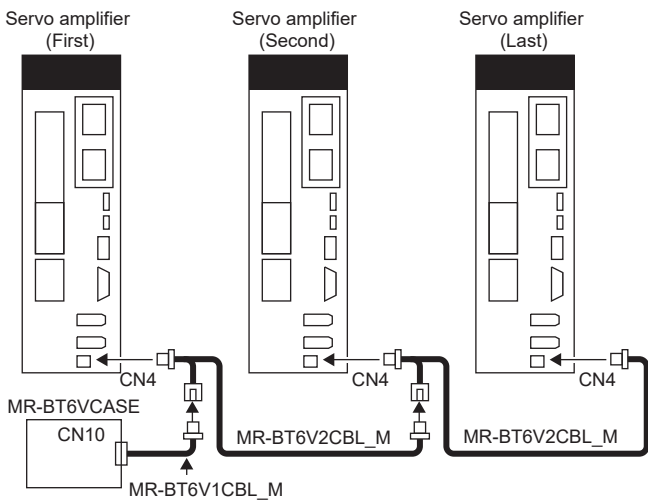 Servo amplifier
(First)
Servo amplifier
(Second)
Servo amplifier
(Last)
CN4
CN4
CN4
MR-BT6VCASE
CN10
MR-BT6V2CBL_M
MR-BT6V2CBL_M
MR-BT6V1CBL_M